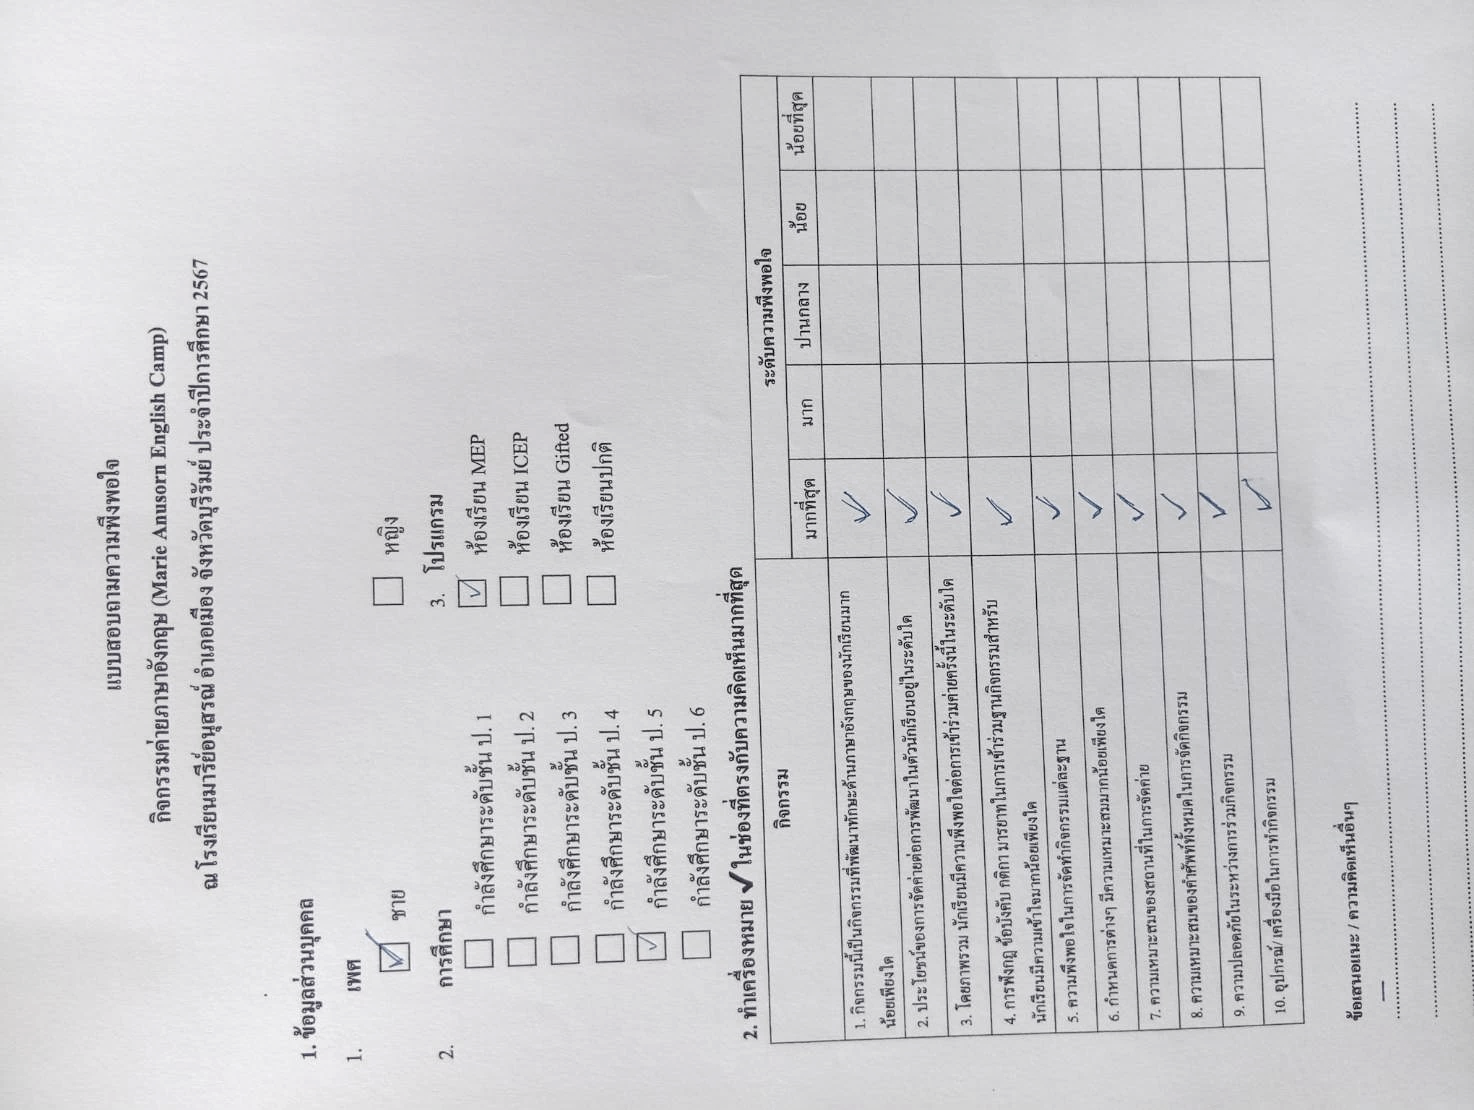 แบบสอบถามความพึงพอใจ
กิจกรรมค่ายภาษาอังกฤษ (Marie Anusorn English Camp)
ณ โรงเรียนมารีย์อนุสรณ์ อำเภอเมือง จังหวัดบุรีรัมย์ ประจำปีการศึกษา 2567
1. ข้อมูลส่วนบุคคล
1. เพศ
☑ ชาย ☐ หญิง
2. การศึกษา 3. โปรแกรม
☐ กำลังศึกษาระดับชั้น ป. 1 ☑ ห้องเรียน MEP
☐ กำลังศึกษาระดับชั้น ป. 2 ☐ ห้องเรียน ICEP
☐ กำลังศึกษาระดับชั้น ป. 3 ☐ ห้องเรียน Gifted
☐ กำลังศึกษาระดับชั้น ป. 4 ☐ ห้องเรียนปกติ
☑ กำลังศึกษาระดับชั้น ป. 5
☐ กำลังศึกษาระดับชั้น ป. 6
2. ทำเครื่องหมาย ✓ ในช่องที่ตรงกับความคิดเห็นมากที่สุด
กิจกรรม ระดับความพึงพอใจ
มากที่สุด มาก ปานกลาง น้อย น้อยที่สุด
1. กิจกรรมนี้เป็นกิจกรรมที่พัฒนาทักษะด้านภาษาอังกฤษของนักเรียนมาก ✓
น้อยเพียงใด
2. ประโยชน์ของการจัดค่ายต่อการพัฒนาในตัวนักเรียนอยู่ในระดับใด ✓
3. โดยภาพรวม นักเรียนมีความพึงพอใจต่อการเข้าร่วมค่ายครั้งนี้ในระดับใด ✓
4. การฟังกฎ ข้อบังคับ กติกา มารยาทในการเข้าร่วมฐานกิจกรรมสำหรับ ✓
นักเรียนมีความเข้าใจมากน้อยเพียงใด
5. ความพึงพอใจในการจัดทำกิจกรรมแต่ละฐาน ✓
6. กำหนดการต่างๆ มีความเหมาะสมมากน้อยเพียงใด ✓
7. ความเหมาะสมของสถานที่ในการจัดค่าย ✓
8. ความเหมาะสมของคำศัพท์ทั้งหมดในการจัดกิจกรรม ✓
9. ความปลอดภัยในระหว่างการร่วมกิจกรรม ✓
10. อุปกรณ์/ เครื่องมือในการทำกิจกรรม ✓
ข้อเสนอแนะ / ความคิดเห็นอื่นๆ
—